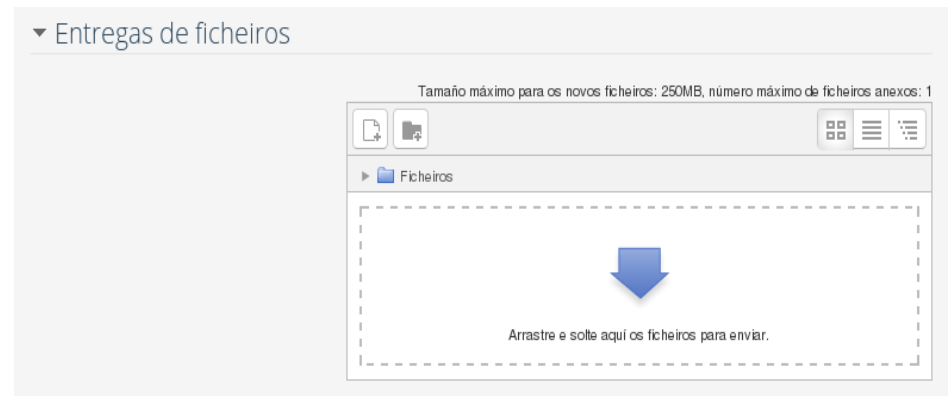 Entregas de ficheiros
Tamaño máximo para os novos ficheiros: 250MB, número máximo de ficheiros anexos: 1
Ficheiros
Arrastre e solte aquí os ficheiros para enviar.